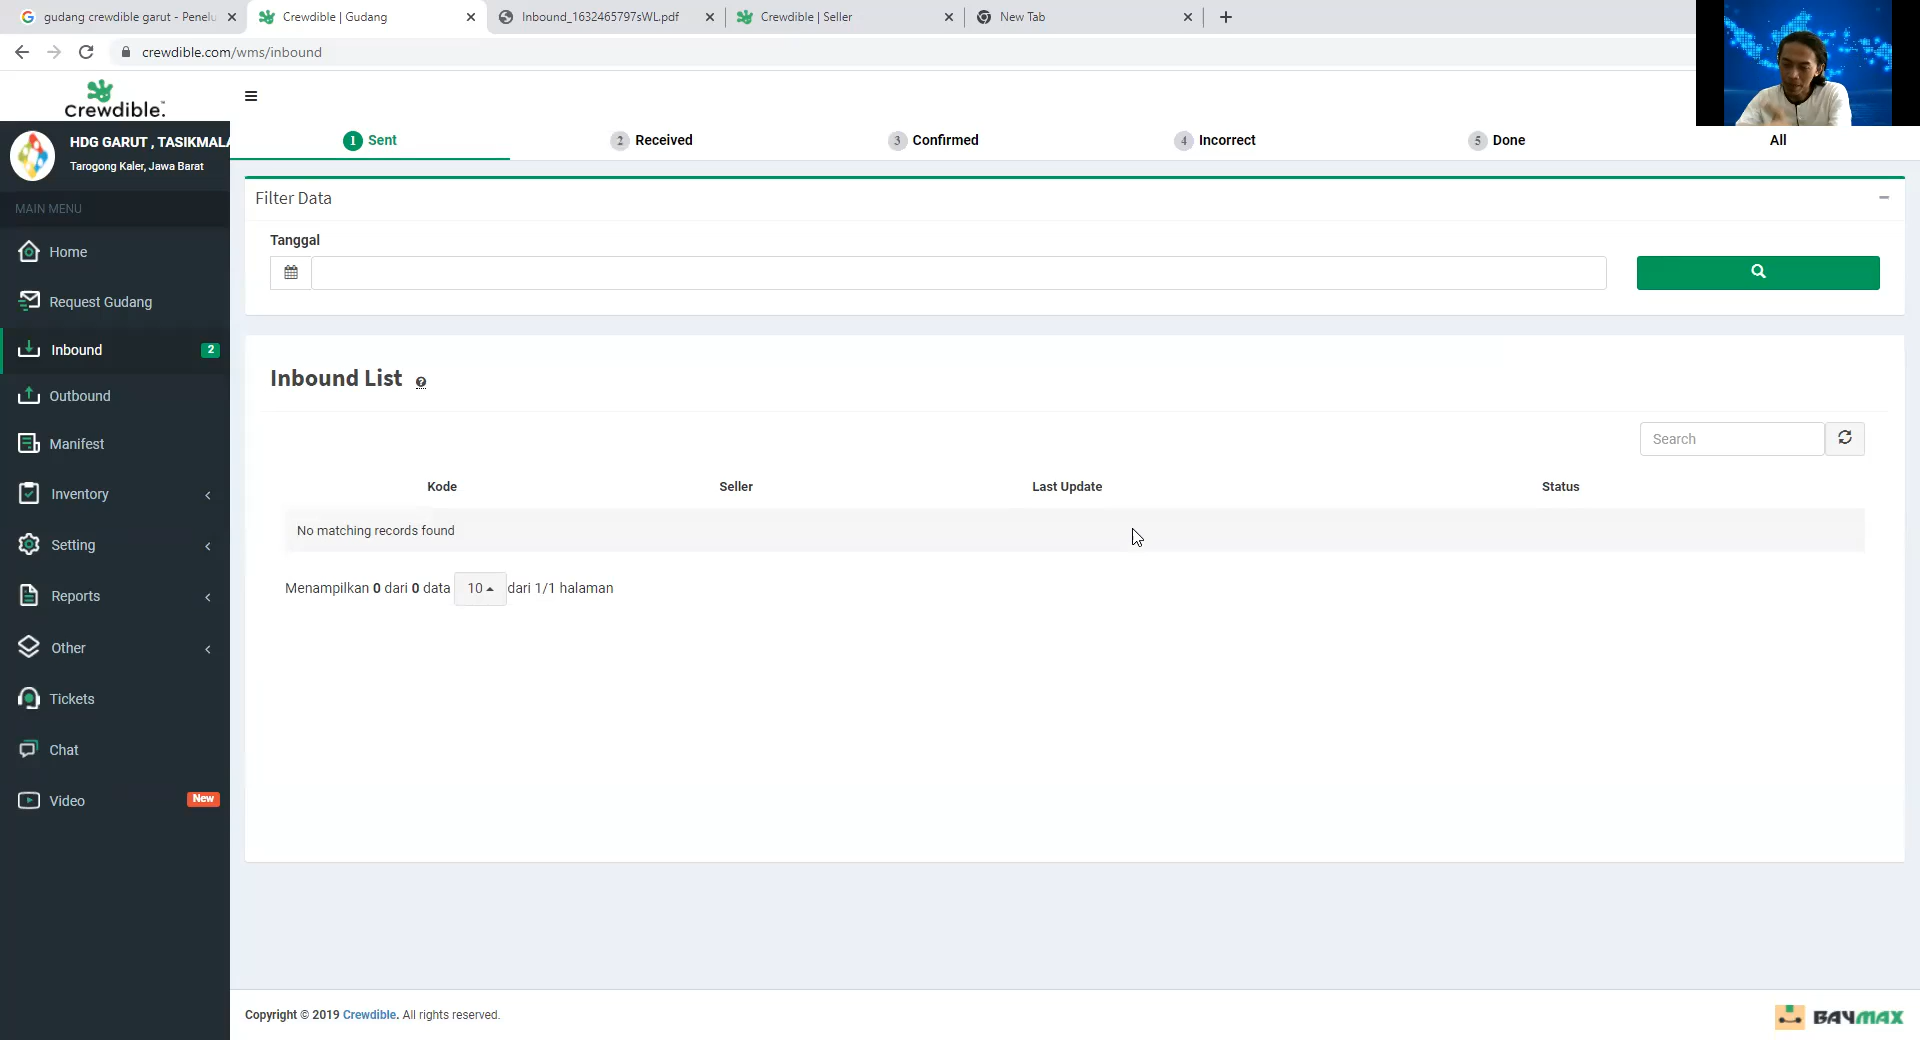 gudang crewdible garut - Penelu
Crewdible | Gudang
Inbound_1632465797sWL.pdf
Crewdible | Seller
New Tab
crewdible.com/wms/inbound
crewdible.
HDG GARUT , TASIKMALA
Tarogong Kaler, Jawa Barat
1 Sent
2 Received
3 Confirmed
4 Incorrect
5 Done
All
MAIN MENU
Home
Request Gudang
Inbound 2
Outbound
Manifest
Inventory
Setting
Reports
Other
Tickets
Chat
Video New
Filter Data
Tanggal
Inbound List
Search
Kode Seller Last Update Status
No matching records found
Menampilkan 0 dari 0 data 10 dari 1/1 halaman
Copyright © 2019 Crewdible. All rights reserved.
BAYMAX